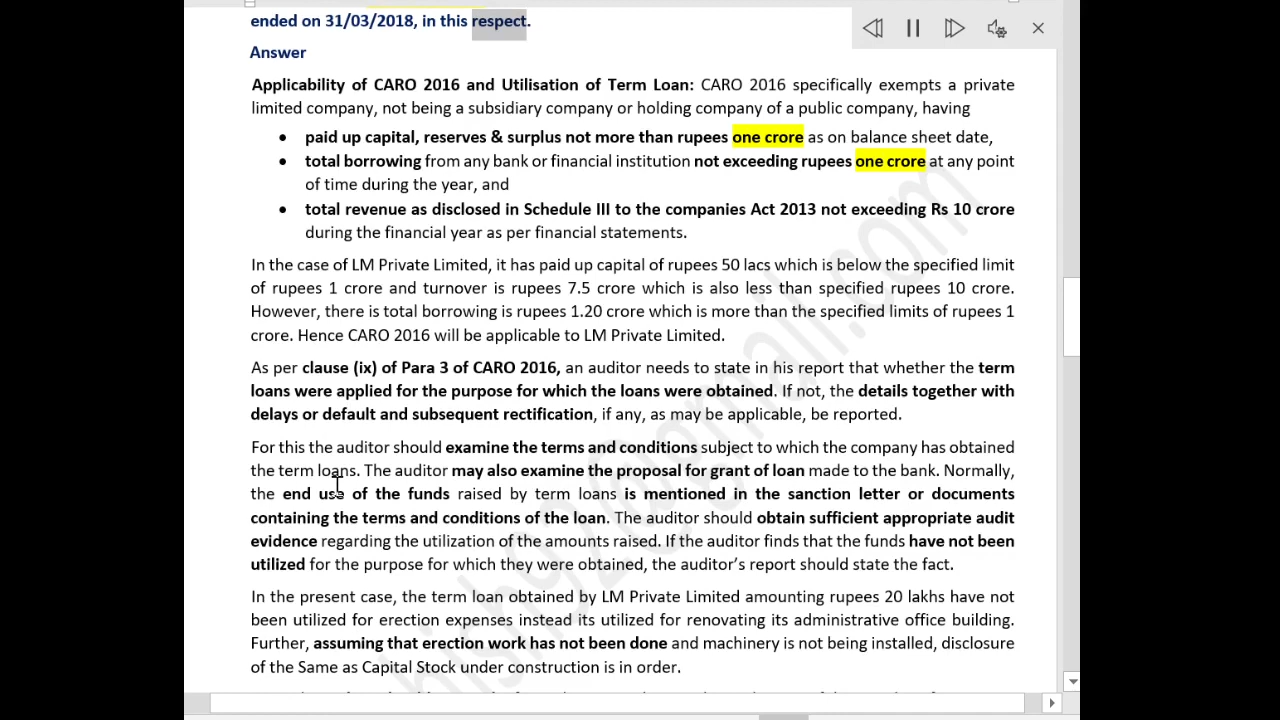 ended on 31/03/2018, in this respect.
Answer
Applicability of CARO 2016 and Utilisation of Term Loan: CARO 2016 specifically exempts a private
limited company, not being a subsidiary company or holding company of a public company, having
• paid up capital, reserves & surplus not more than rupees one crore as on balance sheet date,
• total borrowing from any bank or financial institution not exceeding rupees one crore at any point
of time during the year, and
• total revenue as disclosed in Schedule III to the companies Act 2013 not exceeding Rs 10 crore
during the financial year as per financial statements.
In the case of LM Private Limited, it has paid up capital of rupees 50 lacs which is below the specified limit
of rupees 1 crore and turnover is rupees 7.5 crore which is also less than specified rupees 10 crore.
However, there is total borrowing is rupees 1.20 crore which is more than the specified limits of rupees 1
crore. Hence CARO 2016 will be applicable to LM Private Limited.
As per clause (ix) of Para 3 of CARO 2016, an auditor needs to state in his report that whether the term
loans were applied for the purpose for which the loans were obtained. If not, the details together with
delays or default and subsequent rectification, if any, as may be applicable, be reported.
For this the auditor should examine the terms and conditions subject to which the company has obtained
the term loans. The auditor may also examine the proposal for grant of loan made to the bank. Normally,
the end use of the funds raised by term loans is mentioned in the sanction letter or documents
containing the terms and conditions of the loan. The auditor should obtain sufficient appropriate audit
evidence regarding the utilization of the amounts raised. If the auditor finds that the funds have not been
utilized for the purpose for which they were obtained, the auditor's report should state the fact.
In the present case, the term loan obtained by LM Private Limited amounting rupees 20 lakhs have not
been utilized for erection expenses instead its utilized for renovating its administrative office building.
Further, assuming that erection work has not been done and machinery is not being installed, disclosure
of the Same as Capital Stock under construction is in order.